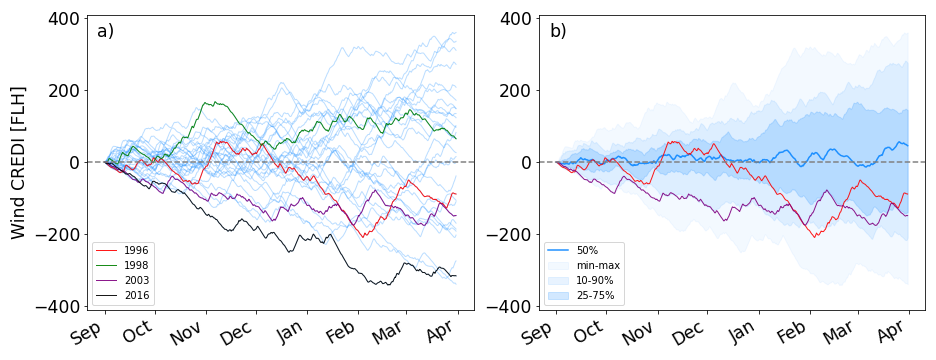 Wind CREDI [FLH]
a)
400
200
0
−200
−400
1996
1998
2003
2016
Sep
Oct
Nov
Dec
Jan
Feb
Mar
Apr
b)
400
200
0
−200
−400
50%
min-max
10-90%
25-75%
Sep
Oct
Nov
Dec
Jan
Feb
Mar
Apr